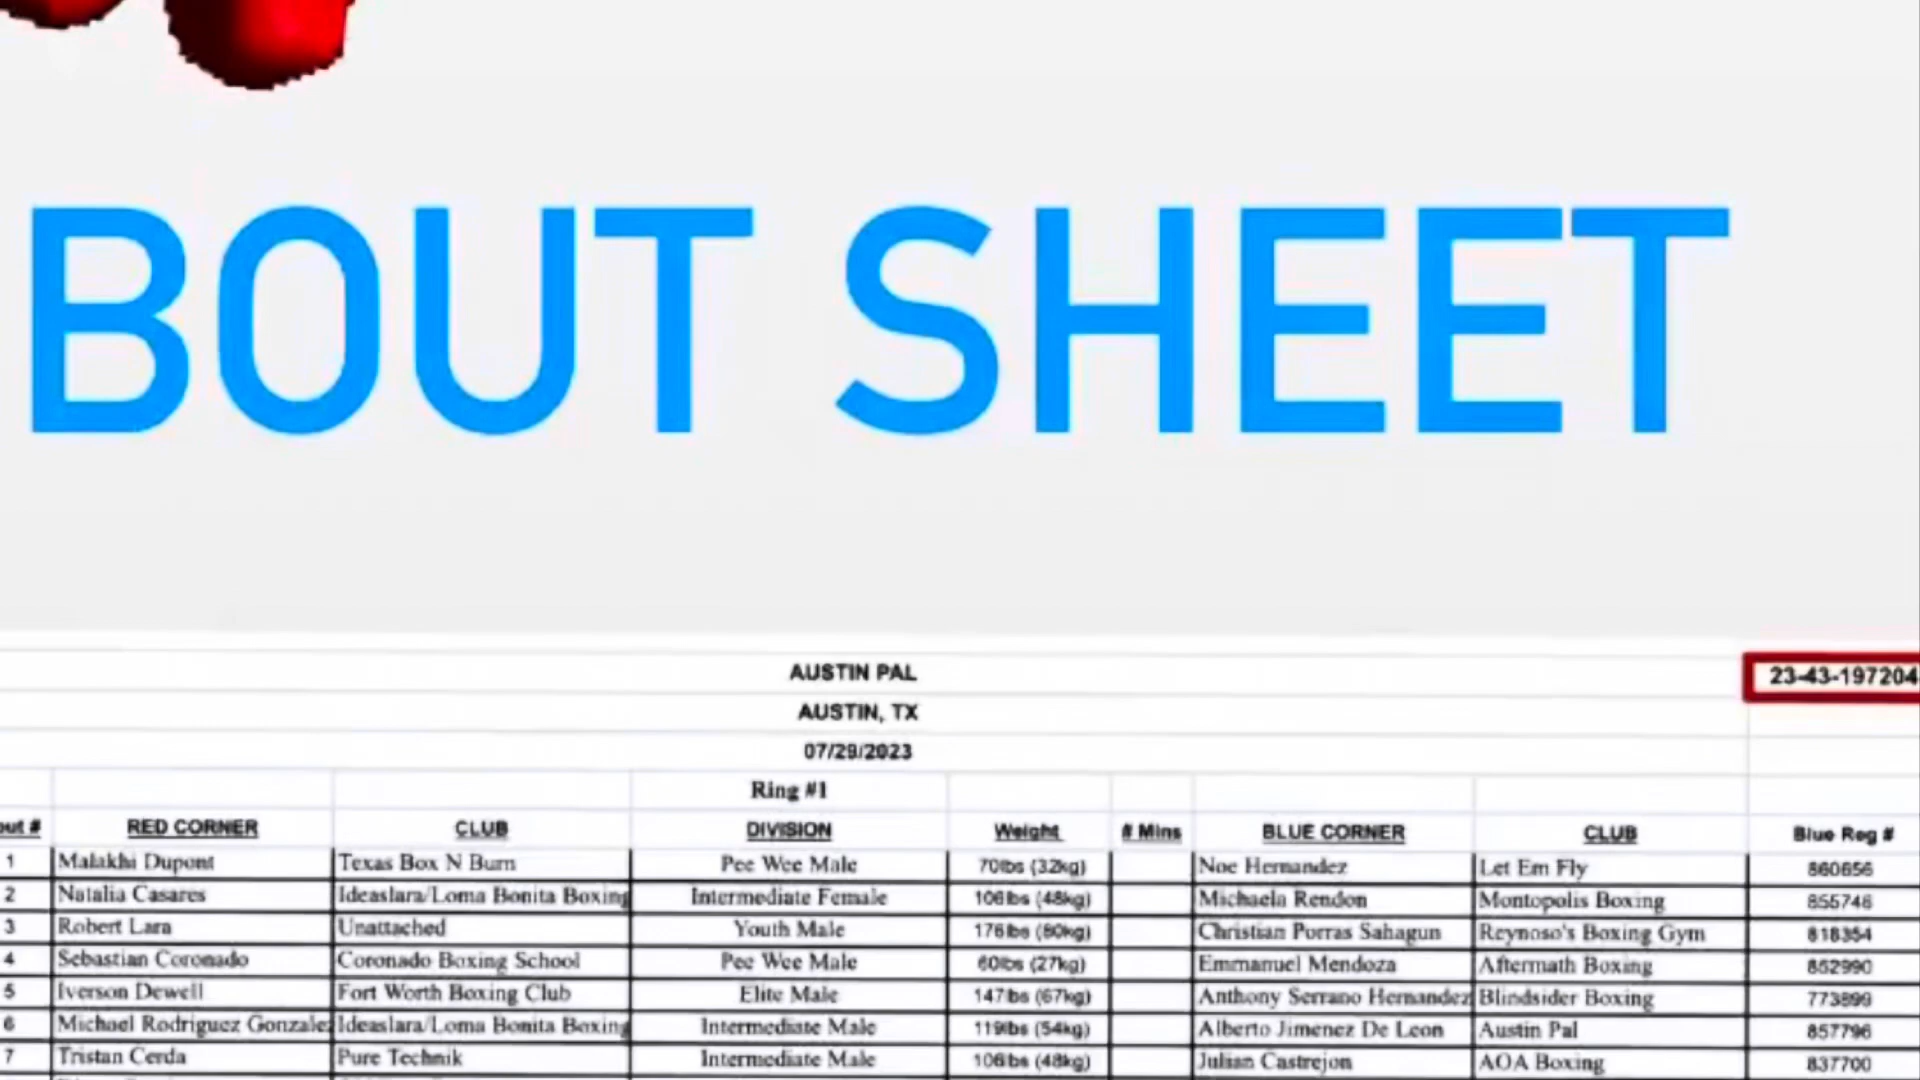 BOUT SHEET
AUSTIN PAL 23-43-197204
AUSTIN, TX
07/29/2023
Ring #1
RED CORNER CLUB DIVISION Weight # Mins BLUE CORNER CLUB Blue Reg #
1 Malakhi Dupont Texas Box N Burn Pee Wee Male 70lbs (32kg) Noe Hernandez Let Em Fly 860656
2 Natalia Casares Ideaslara/Loma Bonita Boxing Intermediate Female 106lbs (48kg) Michaela Rendon Montopolis Boxing 855746
3 Robert Lara Unattached Youth Male 176lbs (80kg) Christian Porras Sahagun Reynoso's Boxing Gym 818354
4 Sebastian Coronado Coronado Boxing School Pee Wee Male 60lbs (27kg) Emmanuel Mendoza Aftermath Boxing 852990
5 Iverson Dewell Fort Worth Boxing Club Elite Male 147lbs (67kg) Anthony Serrano Hernandez Blindsider Boxing 773899
6 Michael Rodriguez Gonzalez Ideaslara/Loma Bonita Boxing Intermediate Male 119lbs (54kg) Alberto Jimenez De Leon Austin Pal 857796
7 Tristan Cerda Pure Technik Intermediate Male 106lbs (48kg) Julian Castrejon AOA Boxing 837700